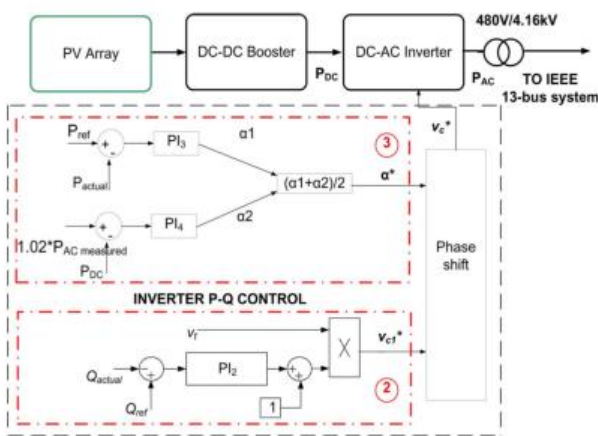 480V/4.16kV
PV Array
DC-DC Booster
DC-AC Inverter
P_DC
P_AC
TO IEEE
13-bus system
v_c*
P_ref
+
-
PI_3
α1
3
P_actual
(α1+α2)/2
α*
+
-
PI_4
α2
1.02*P_AC measured
P_DC
Phase
shift
INVERTER P-Q CONTROL
v_r
X
v_c1*
Q_actual
PI_2
+
+
Q_ref
1
2